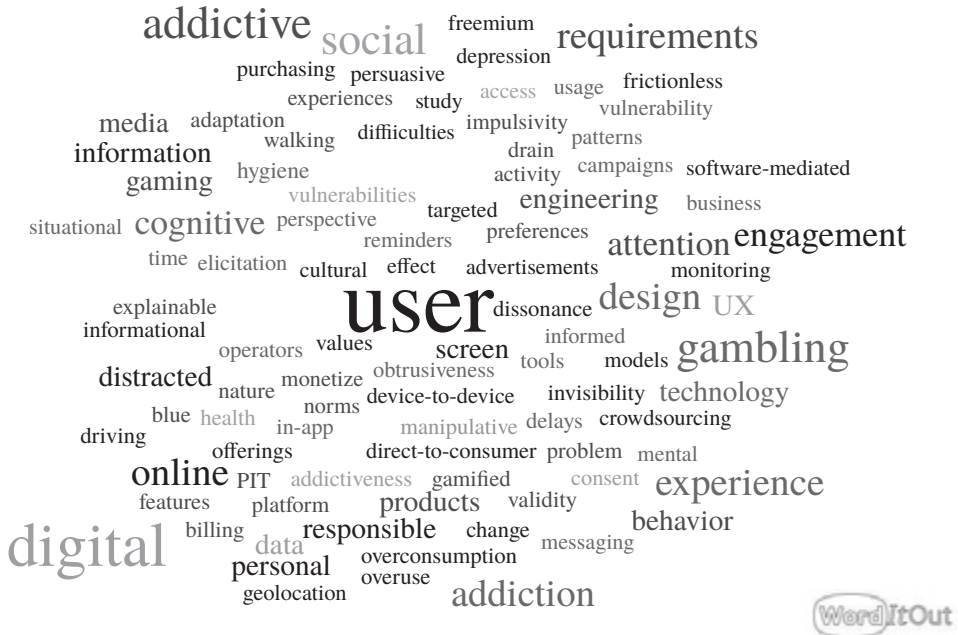 addictive social freemium requirements
depression
purchasing persuasive
experiences study access usage frictionless
vulnerability
media adaptation walking diffiiculties impulsivity patterns
information drain
gaming hygiene activity campaigns software-mediated
vulnerabilities engineering business
situational cognitive perspective targeted
reminders preferences attention engagement
time elicitation cultural effect advertisements monitoring
explainable user dissonance design UX
informational informed
operators values screen tools models gambling
distracted nature monetize obtrusiveness
norms device-to-device invisibility technology
blue health in-app manipulative delays crowdsourcing
driving
offerings direct-to-consumer problem mental
online PIT addictiveness gamified consent experience
features platform products validity
digital billing responsible change behavior
data messaging
personal overconsumption
overuse
geolocation addiction
WordItOut